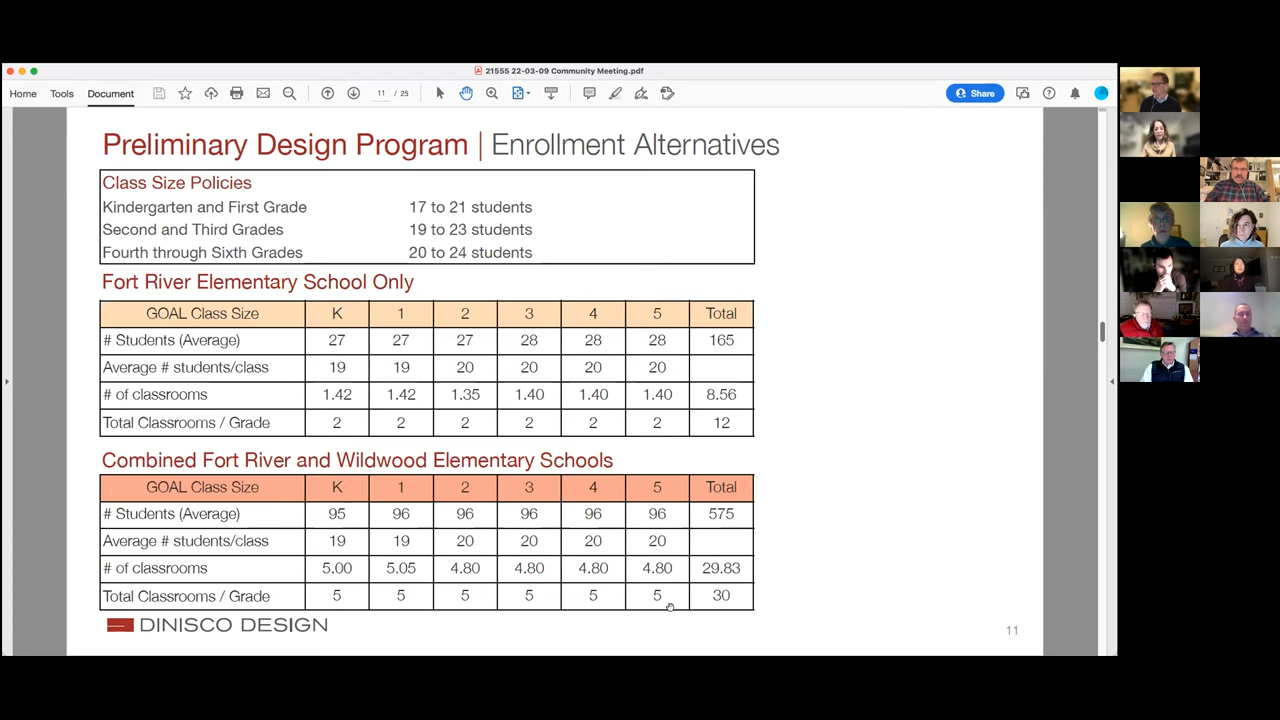 21555 22-03-09 Community Meeting.pdf
Home Tools Document 11 / 25 Share
Preliminary Design Program | Enrollment Alternatives
Class Size Policies
Kindergarten and First Grade 17 to 21 students
Second and Third Grades 19 to 23 students
Fourth through Sixth Grades 20 to 24 students
Fort River Elementary School Only
GOAL Class Size K 1 2 3 4 5 Total
# Students (Average) 27 27 27 28 28 28 165
Average # students/class 19 19 20 20 20 20
# of classrooms 1.42 1.42 1.35 1.40 1.40 1.40 8.56
Total Classrooms / Grade 2 2 2 2 2 2 12
Combined Fort River and Wildwood Elementary Schools
GOAL Class Size K 1 2 3 4 5 Total
# Students (Average) 95 96 96 96 96 96 575
Average # students/class 19 19 20 20 20 20
# of classrooms 5.00 5.05 4.80 4.80 4.80 4.80 29.83
Total Classrooms / Grade 5 5 5 5 5 5 30
DINISCO DESIGN
11